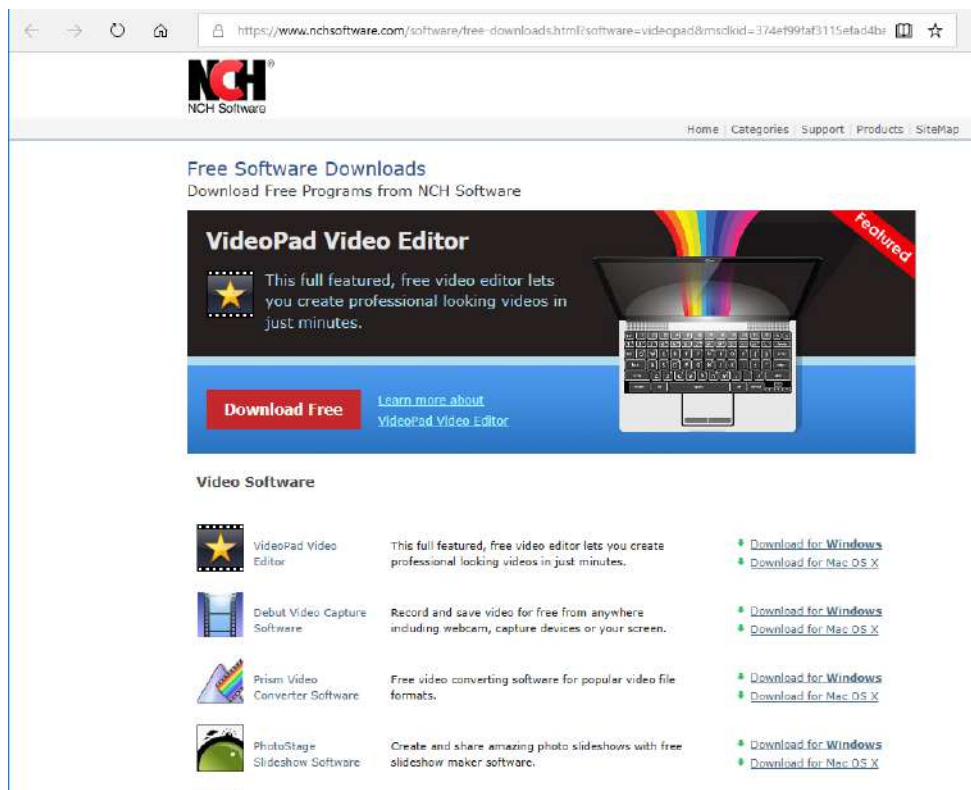 https://www.nchsoftware.com/software/free-downloads.html?software=videopad&msclkid=374ef99faf3115efad4ba
NCH®
NCH Software
Home | Categories | Support | Products | SiteMap
Free Software Downloads
Download Free Programs from NCH Software
Featured
VideoPad Video Editor
This full featured, free video editor lets
you create professional looking videos in
just minutes.
Download Free
Learn more about
VideoPad Video Editor
Video Software
VideoPad Video
Editor
This full featured, free video editor lets you create
professional looking videos in just minutes.
Download for Windows
Download for Mac OS X
Debut Video Capture
Software
Record and save video for free from anywhere
including webcam, capture devices or your screen.
Download for Windows
Download for Mac OS X
Prism Video
Converter Software
Free video converting software for popular video file
formats.
Download for Windows
Download for Mac OS X
PhotoStage
Slideshow Software
Create and share amazing photo slideshows with free
slideshow maker software.
Download for Windows
Download for Mac OS X